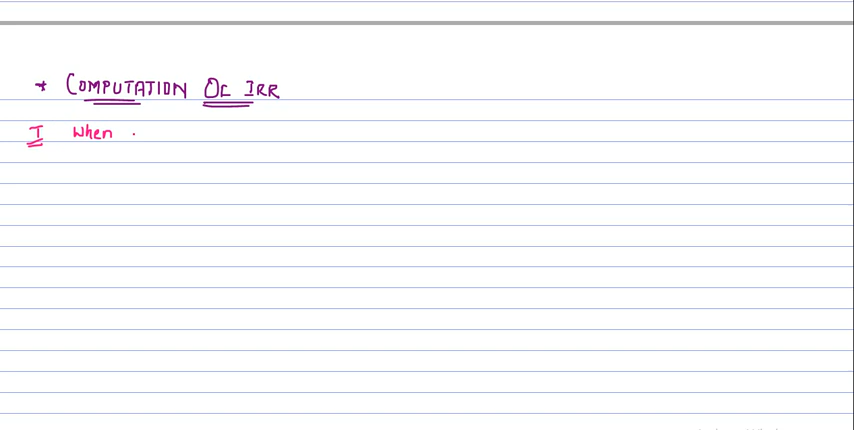 * COMPUTATION OF IRR
I When